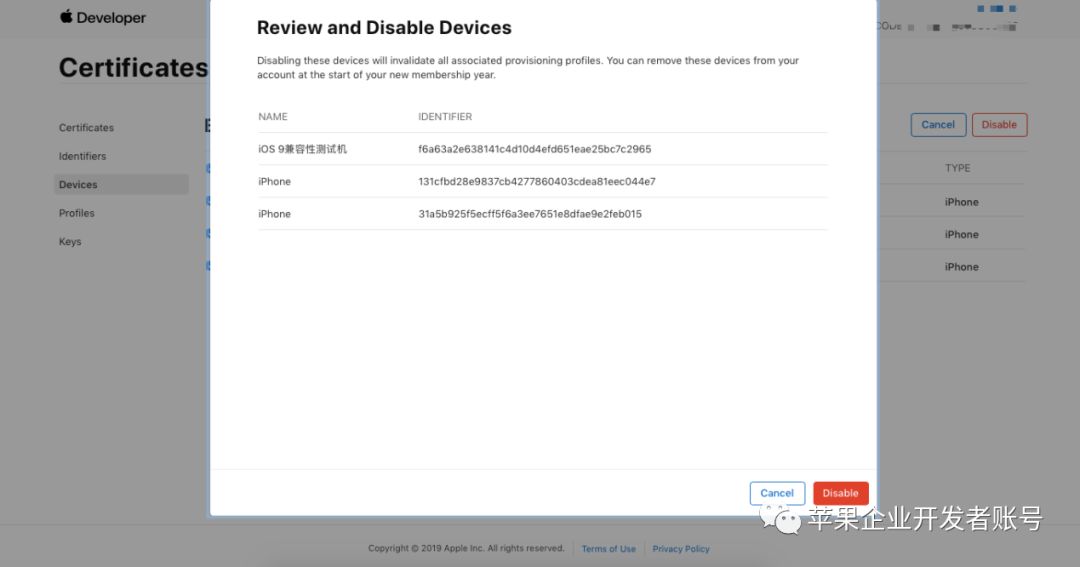 Developer
CODE
Review and Disable Devices
Certificates
Disabling these devices will invalidate all associated provisioning profiles. You can remove these devices from your
account at the start of your new membership year.
NAME IDENTIFIER
Certificates
Cancel Disable
iOS 9兼容性测试机 f6a63a2e638141c4d10d4efd651eae25bc7c2965
Identifiers
TYPE
iPhone 131cfbd28e9837cb4277860403cdea81eec044e7
Devices
iPhone
iPhone 31a5b925f5ecff5f6a3ee7651e8dfae9e2feb015
Profiles
iPhone
Keys
iPhone
Cancel Disable
苹果企业开发者账号
Copyright © 2019 Apple Inc. All rights reserved. Terms of Use Privacy Policy